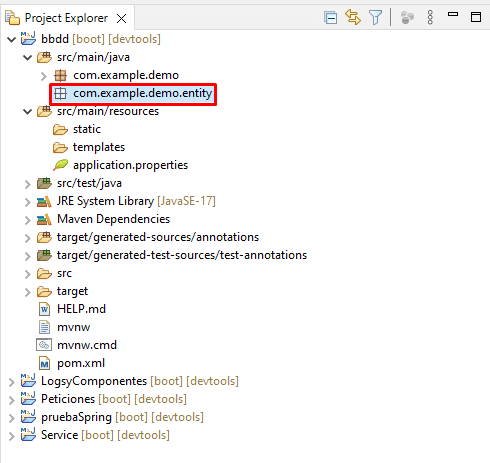 Project Explorer
bbdd [boot] [devtools]
src/main/java
com.example.demo
com.example.demo.entity
src/main/resources
static
templates
application.properties
src/test/java
JRE System Library [JavaSE-17]
Maven Dependencies
target/generated-sources/annotations
target/generated-test-sources/test-annotations
src
target
HELP.md
mvnw
mvnw.cmd
pom.xml
LogsyComponentes [boot] [devtools]
Peticiones [boot] [devtools]
pruebaSpring [boot] [devtools]
Service [boot] [devtools]